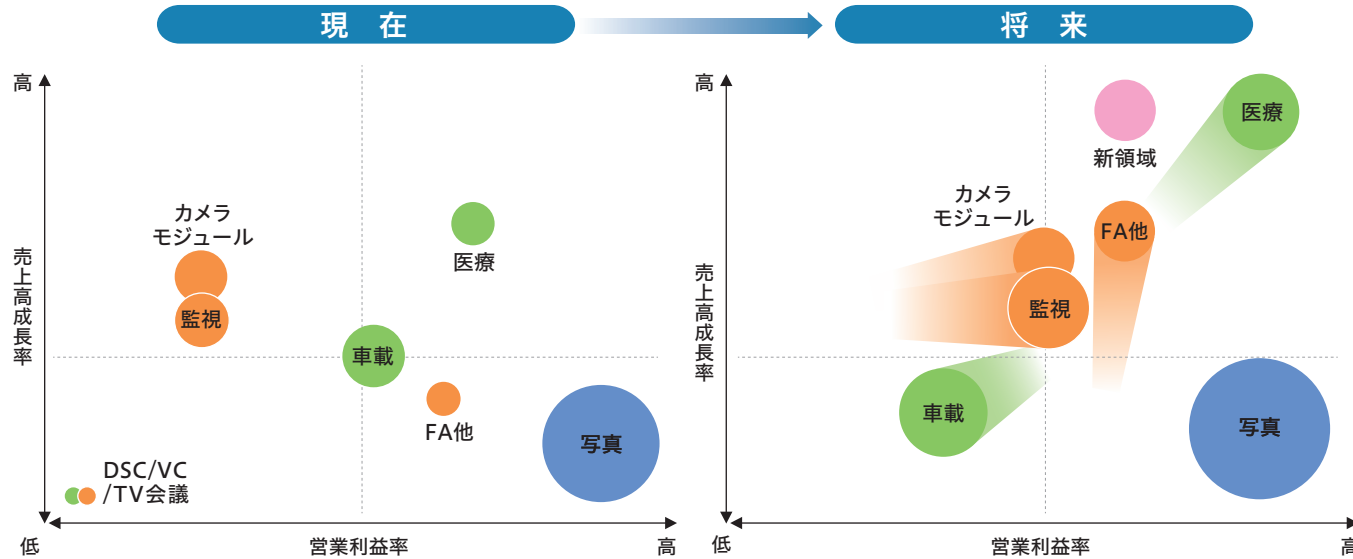 現 在
将 来
高
売上高成長率
カメラ
モジュール
監視
医療
車載
FA他
写真
DSC/VC
/TV会議
低
営業利益率
高
高
売上高成長率
新領域
医療
カメラ
モジュール
FA他
監視
車載
写真
低
営業利益率
高